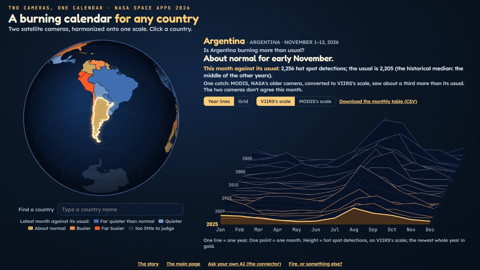 TWO CAMERAS, ONE CALENDAR · NASA SPACE APPS 2026
A burning calendar for any country
Two satellite cameras, harmonized onto one scale. Click a country.
Argentina · ARGENTINA · NOVEMBER 1–12, 2026
Is Argentina burning more than usual?
About normal for early November.
This month against its usual: 2,256 hot spot detections; the usual is 2,205 (the historical median: the
middle of the other years).
One catch: MODIS, NASA's older camera, converted to VIIRS's scale, saw about a third more than its usual.
The two cameras don't agree this month.
Year lines
Grid
VIIRS's scale
MODIS's scale
Download the monthly table (CSV)
2005
2010
2015
2020
2025
Jan Feb Mar Apr May Jun Jul Aug Sep Oct Nov Dec
One line = one year. One point = one month. Height = hot spot detections, on VIIRS's scale; the newest whole year in
gold.
Find a country
Type a country name
Latest month against its usual:
Far quieter than normal
Quieter
About normal
Busier
Far busier
too little to judge
The story
The main page
Ask your own AI (the connector)
Fire, or something else?